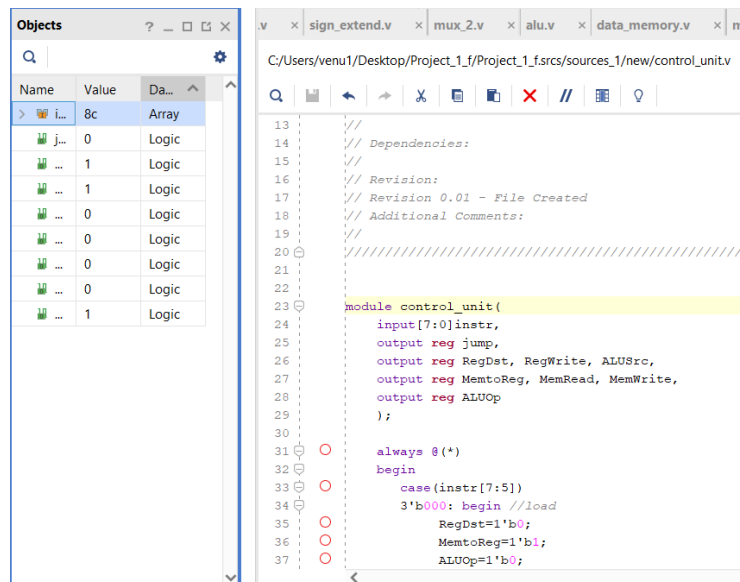 Objects ? _ □ ×
Name Value Da...
> i... 8c Array
j... 0 Logic
... 1 Logic
... 1 Logic
... 0 Logic
... 0 Logic
... 0 Logic
... 0 Logic
... 1 Logic
.v × sign_extend.v × mux_2.v × alu.v × data_memory.v × m
C:/Users/venu1/Desktop/Project_1_f/Project_1_f.srcs/sources_1/new/control_unit.v
13 //
14 // Dependencies:
15 //
16 // Revision:
17 // Revision 0.01 - File Created
18 // Additional Comments:
19 //
20 //////////////////////////////////////////////////////
21
22
23 module control_unit(
24 input[7:0]instr,
25 output reg jump,
26 output reg RegDst, RegWrite, ALUSrc,
27 output reg MemtoReg, MemRead, MemWrite,
28 output reg ALUOp
29 );
30
31 always @(*)
32 begin
33 case(instr[7:5])
34 3'b000: begin //load
35 RegDst=1'b0;
36 MemtoReg=1'b1;
37 ALUOp=1'b0;